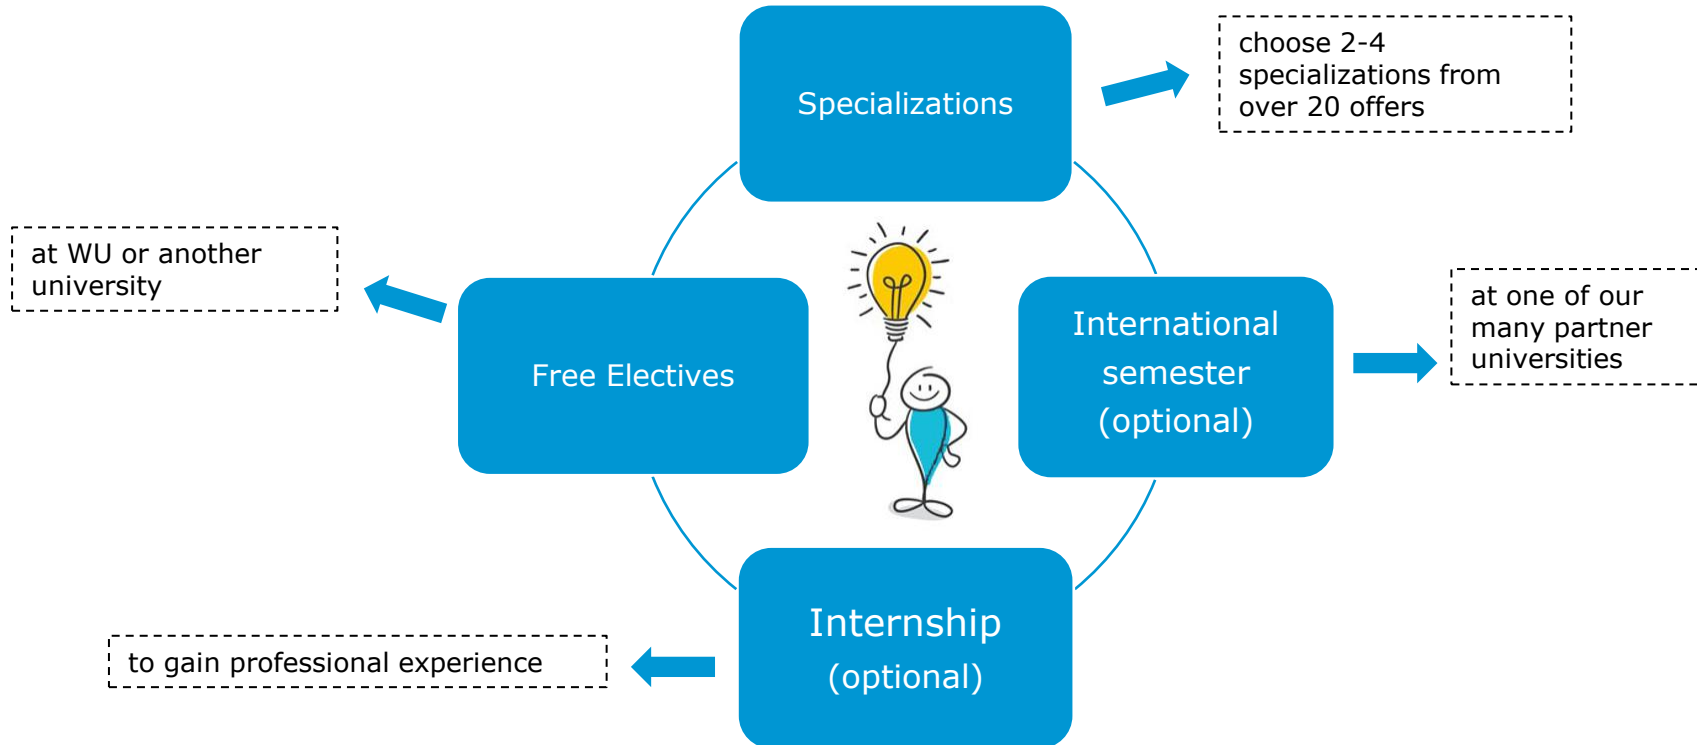 Specializations
choose 2-4
specializations from
over 20 offers
at WU or another
university
Free Electives
International
semester
(optional)
at one of our
many partner
universities
Internship
(optional)
to gain professional experience